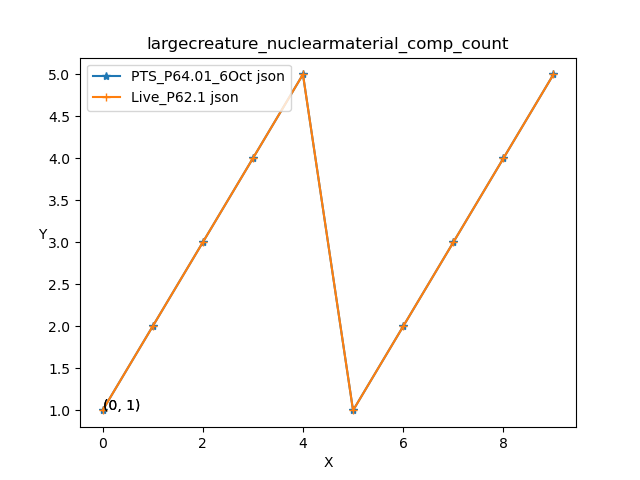 largecreature_nuclearmaterial_comp_count
PTS_P64.01_6Oct json
Live_P62.1 json
5.0
4.5
4.0
3.5
3.0
2.5
2.0
1.5
1.0
Y
(0, 1)
0 2 4 6 8
X